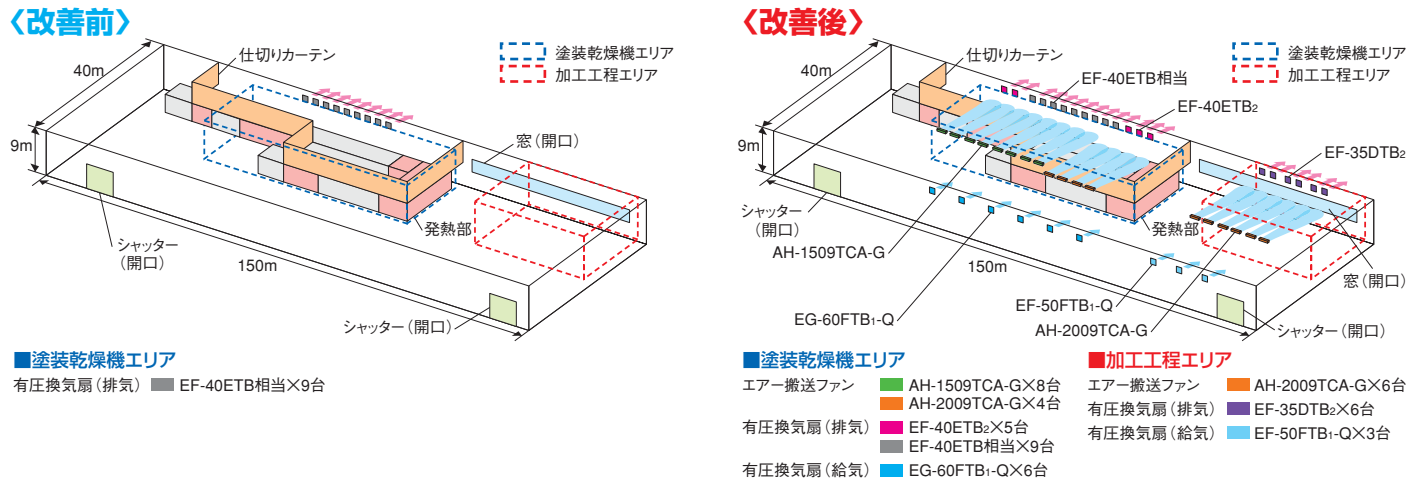 〈改善前〉
仕切りカーテン
塗装乾燥機エリア
加工工程エリア
40m
9m
窓（開口）
発熱部
シャッター
（開口）
150m
シャッター（開口）
■塗装乾燥機エリア
有圧換気扇（排気） EF-40ETB相当×9台
〈改善後〉
仕切りカーテン
塗装乾燥機エリア
加工工程エリア
40m
EF-40ETB相当
EF-40ETB2
9m
EF-35DTB2
シャッター
（開口）
発熱部
AH-1509TCA-G
150m
窓（開口）
EG-60FTB1-Q
EF-50FTB1-Q
AH-2009TCA-G
シャッター（開口）
■塗装乾燥機エリア
エアー搬送ファン AH-1509TCA-G×8台
AH-2009TCA-G×4台
有圧換気扇（排気） EF-40ETB2×5台
EF-40ETB相当×9台
有圧換気扇（給気） EG-60FTB1-Q×6台
■加工工程エリア
エアー搬送ファン AH-2009TCA-G×6台
有圧換気扇（排気） EF-35DTB2×6台
有圧換気扇（給気） EF-50FTB1-Q×3台